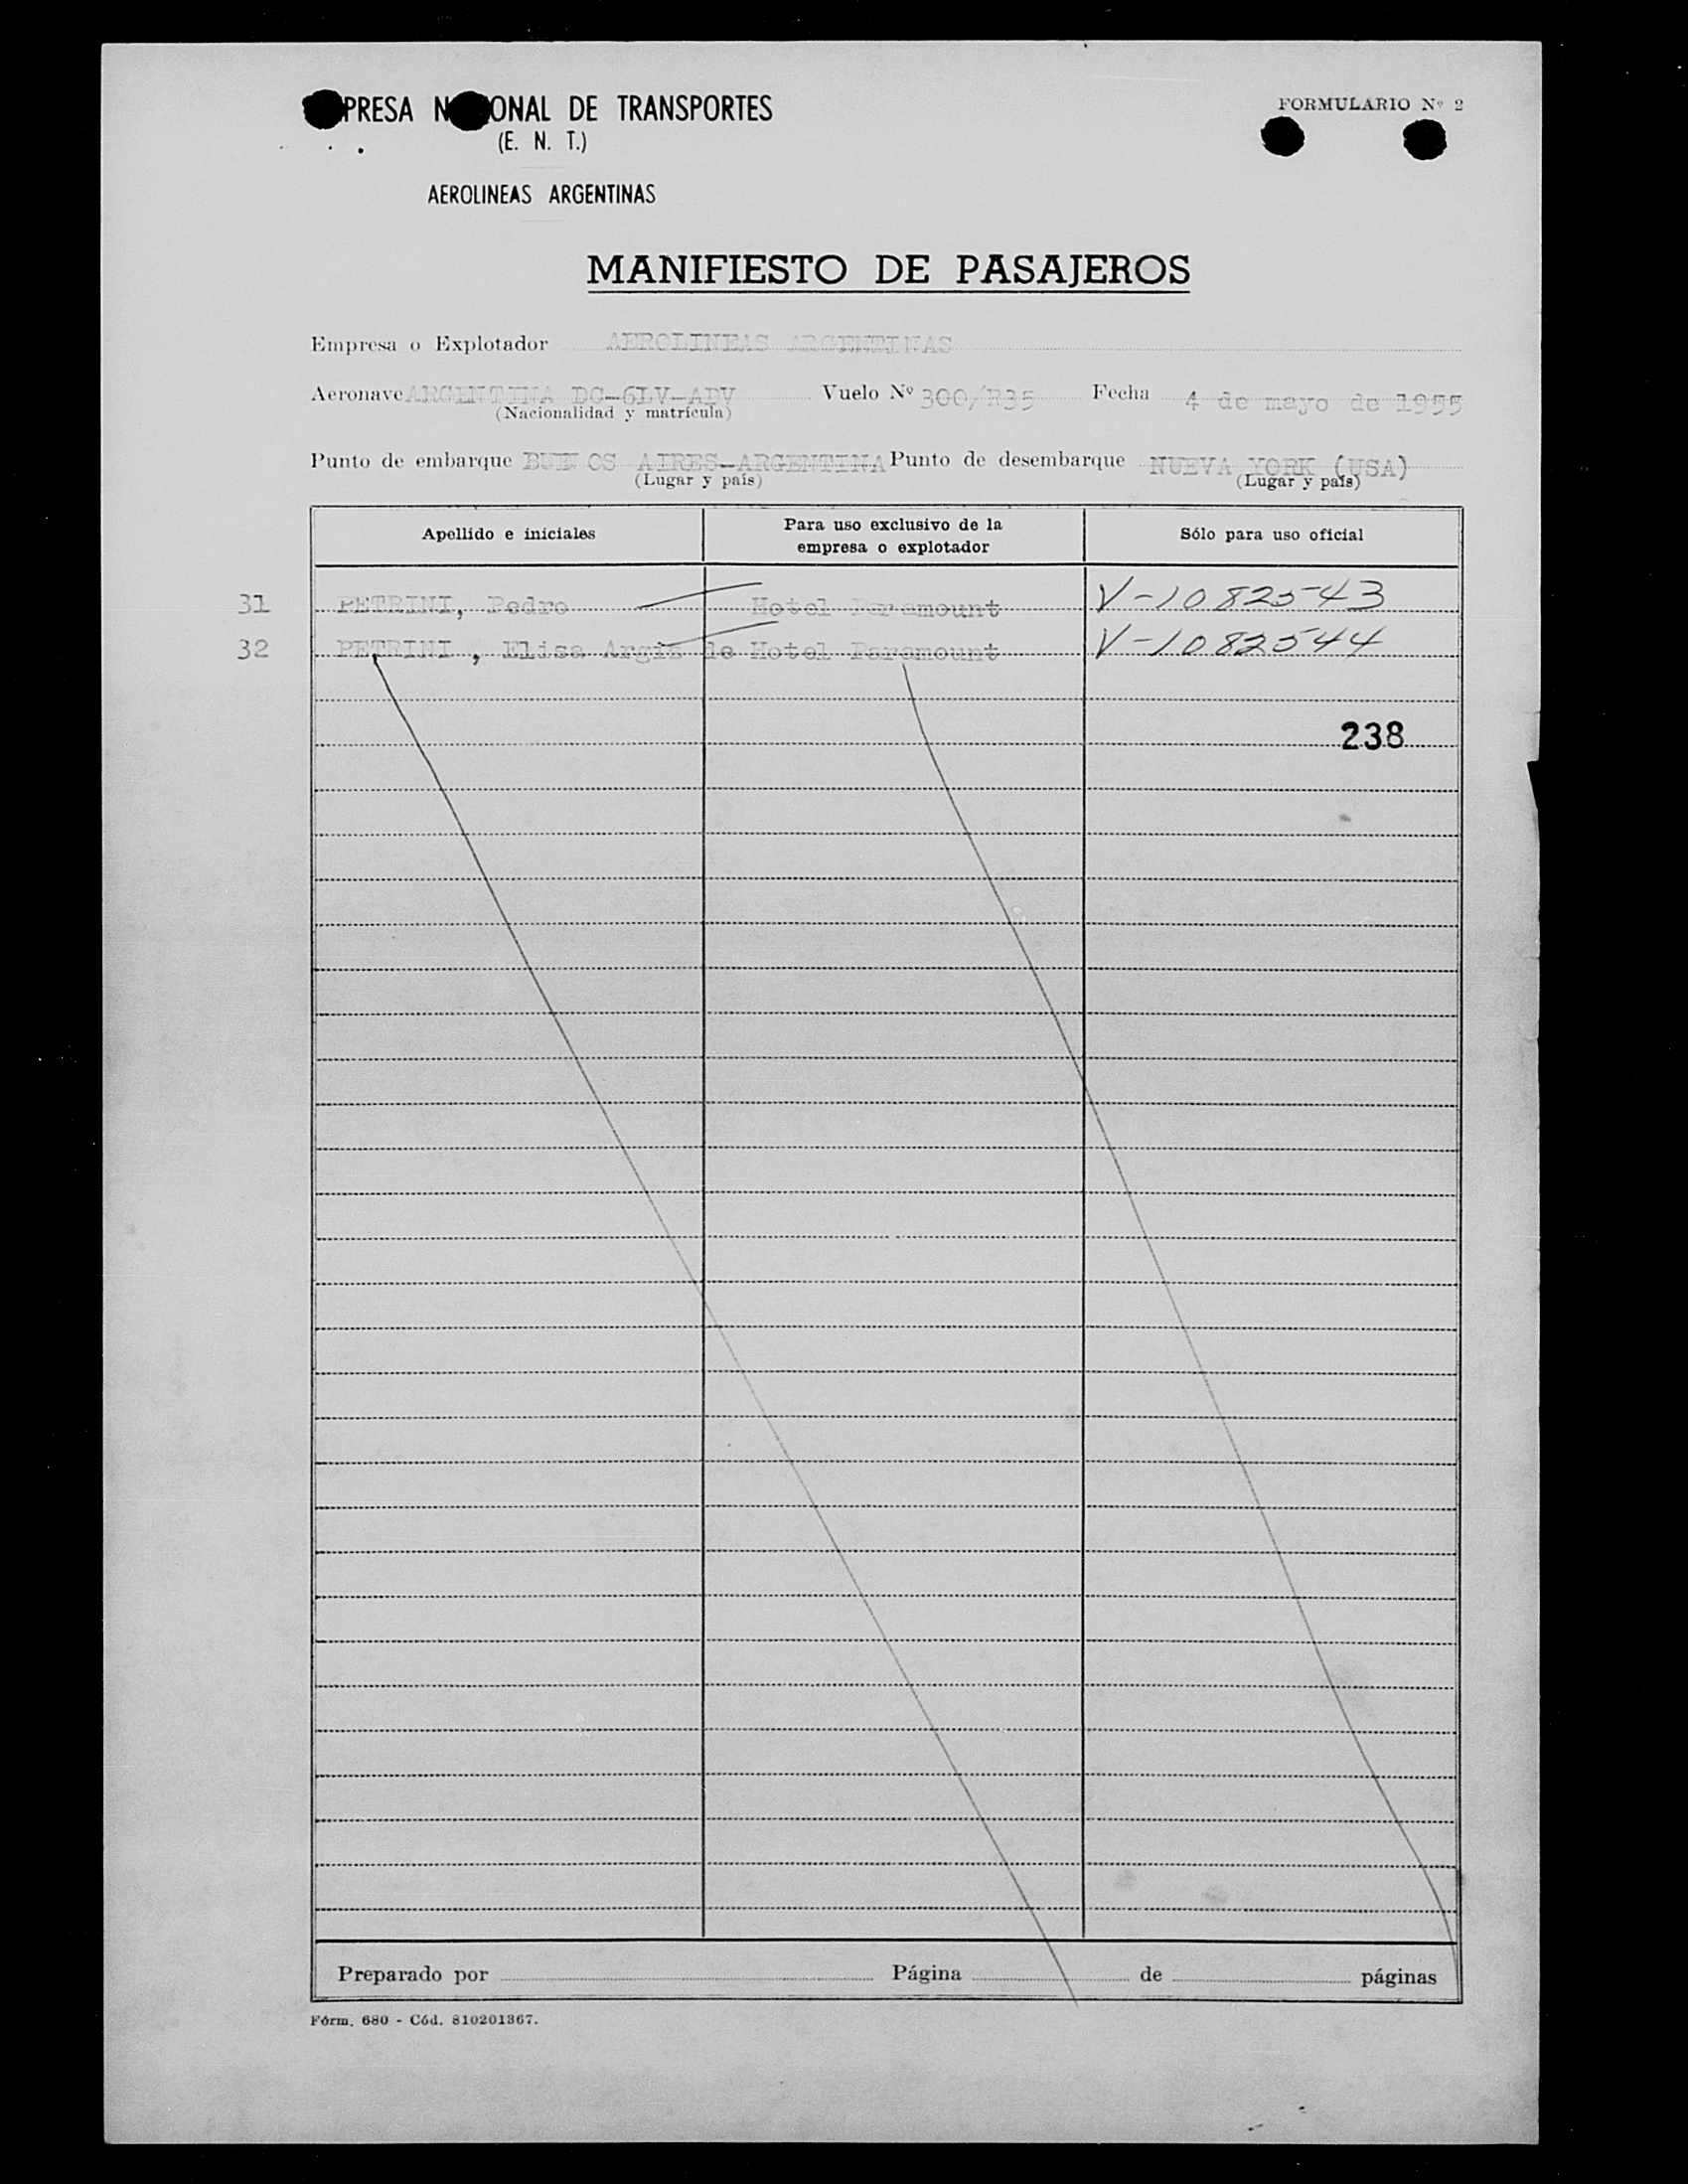 PRESA N ONAL DE TRANSPORTES
FORMULARIO Nº 2
(E. N. T.)
AEROLINEAS ARGENTINAS
MANIFIESTO DE PASAJEROS
Empresa o Explotador AEROLINEAS ARGENTINAS
Aeronave ARGENTINA DC-6LV-ADV Vuelo Nº 300/R35 Fecha 4 de mayo de 1955
(Nacionalidad y matrícula)
Punto de embarque BUE OS AIRES-ARGENTINA Punto de desembarque NUEVA YORK (USA)
(Lugar y país) (Lugar y país)
Apellido e iniciales Para uso exclusivo de la empresa o explotador Sólo para uso oficial
31 PETRINI, Pedro Hotel Paramount V-1082543
32 PETRINI, Elisa de Hotel Paramount V-1082544
238
Preparado por Página de páginas
Fórm. 680 - Cód. 810201367.